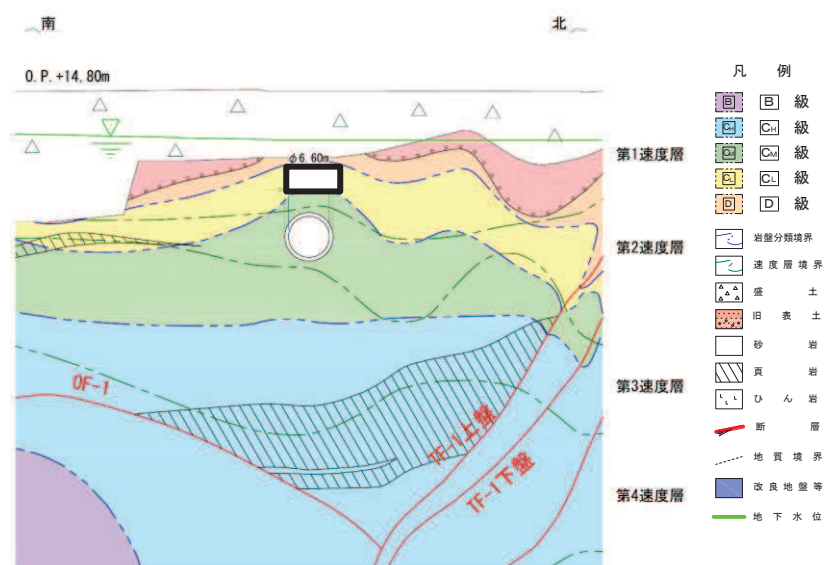 南 北
O.P.+14.80m
φ6.60m
第1速度層
第2速度層
第3速度層
第4速度層
OF-1
TF-1上盤
TF-1下盤
凡 例
B B 級
CH CH 級
CM CM 級
CL CL 級
D D 級
岩盤分類境界
速度層境界
盛土
旧表土
砂岩
頁岩
ひん岩
断層
地質境界
改良地盤等
地下水位